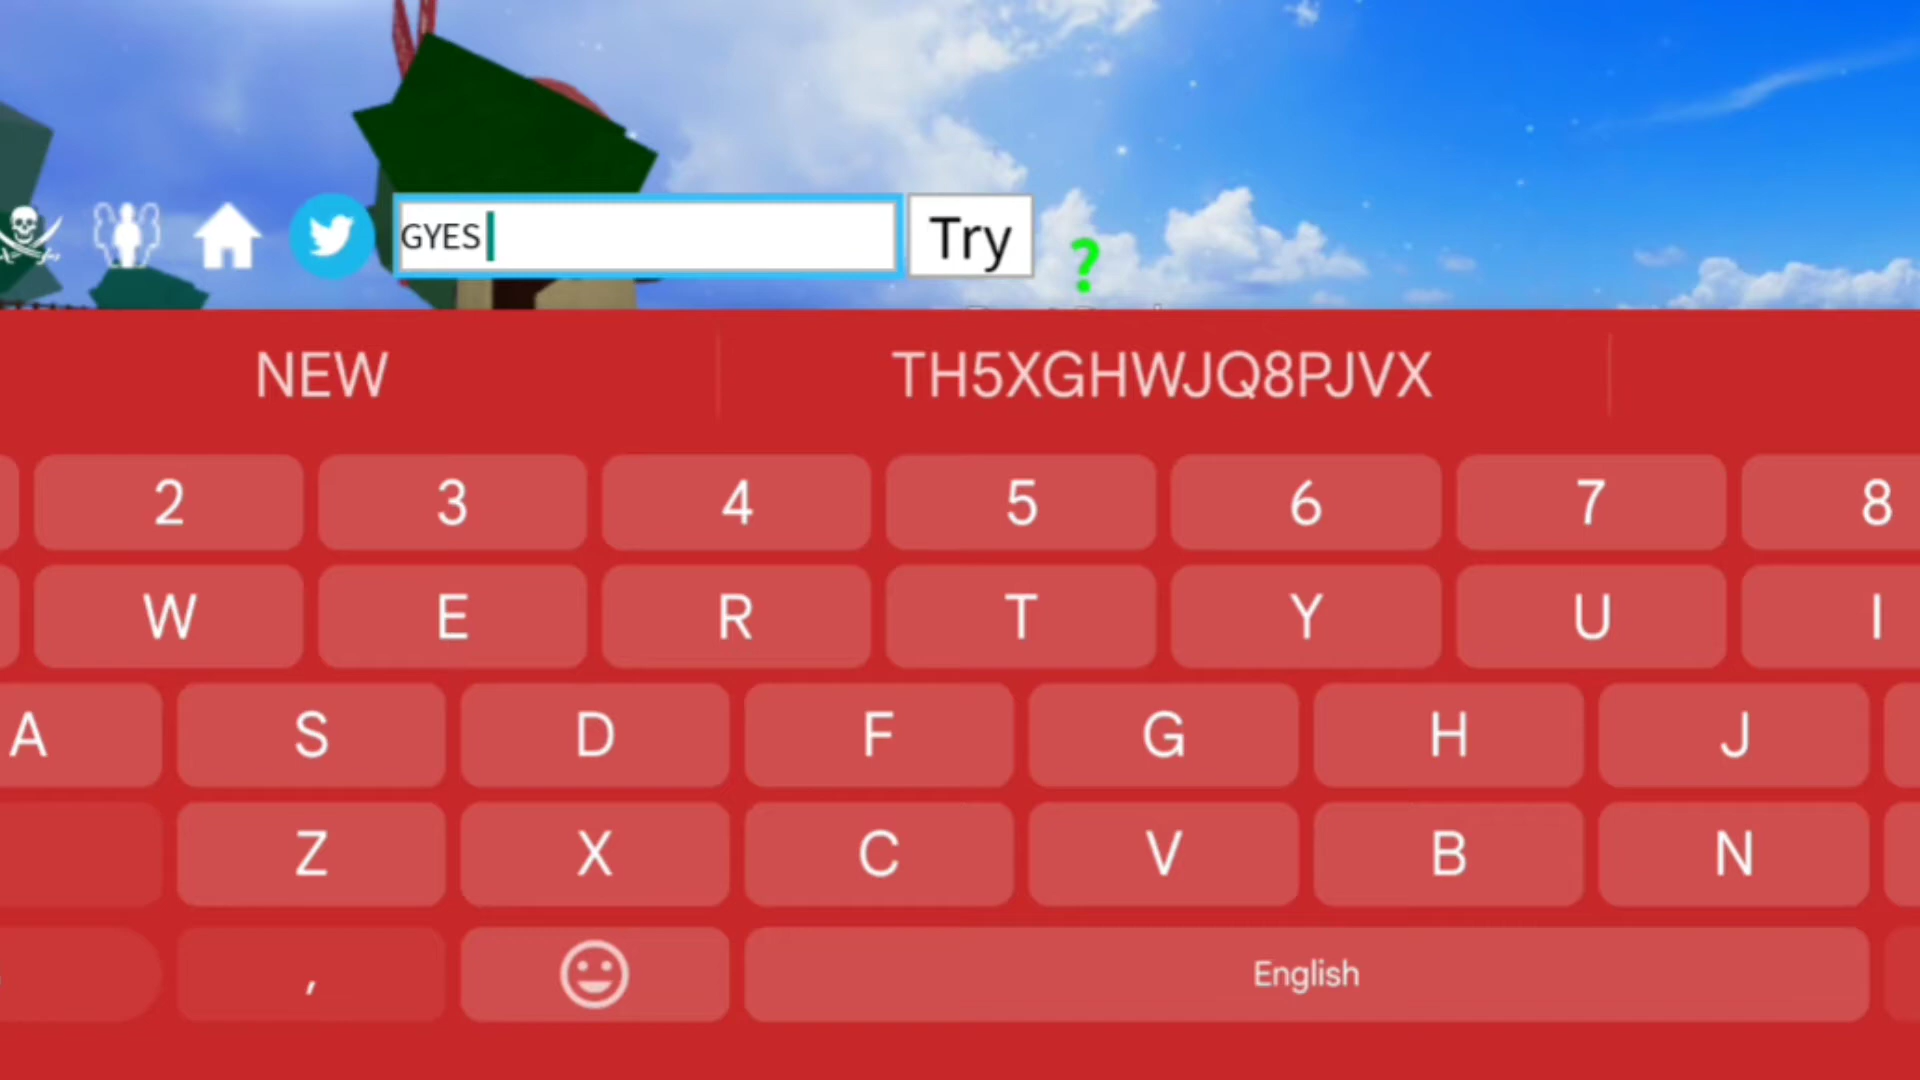 GYES
Try
?
NEW
TH5XGHWJQ8PJVX
2 3 4 5 6 7 8
W E R T Y U I
A S D F G H J
Z X C V B N
,
English